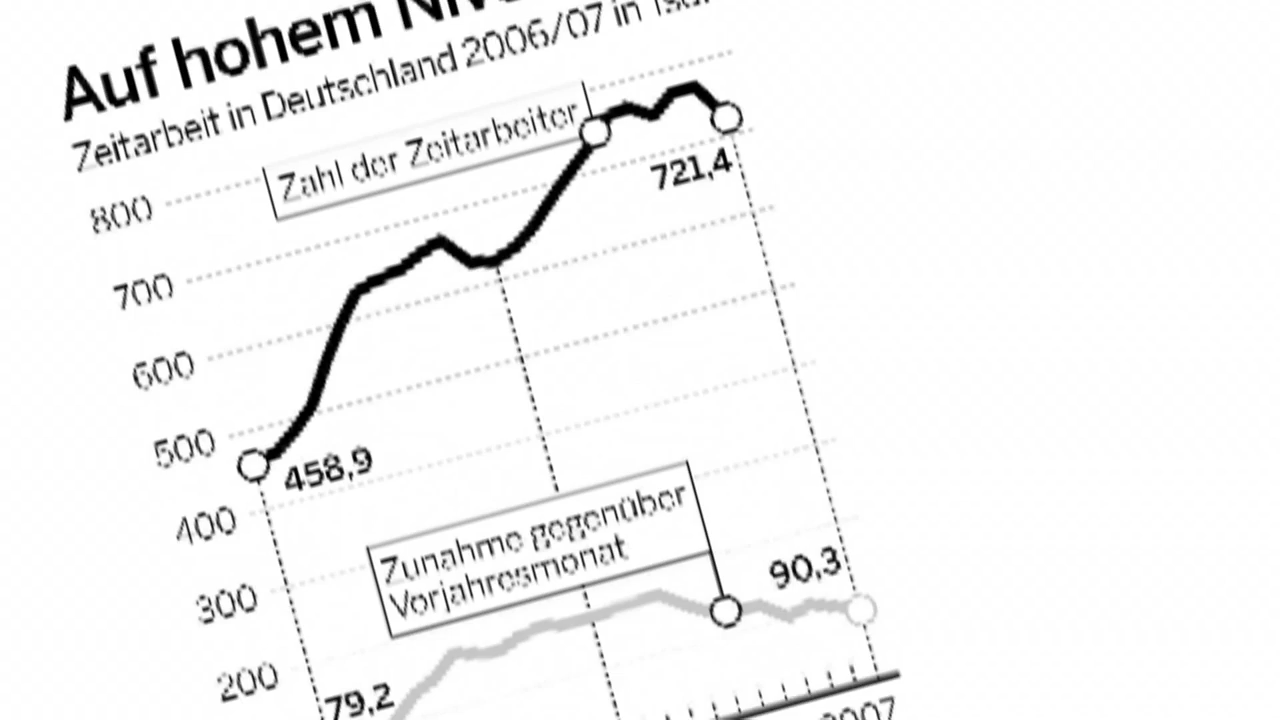 Auf hohem
Zeitarbeit in Deutschland 2006/07 in
Zahl der Zeitarbeiter
800
721,4
700
600
500
458,9
400
Zunahme gegenüber
Vorjahresmonat
90,3
300
200
79,2
2007